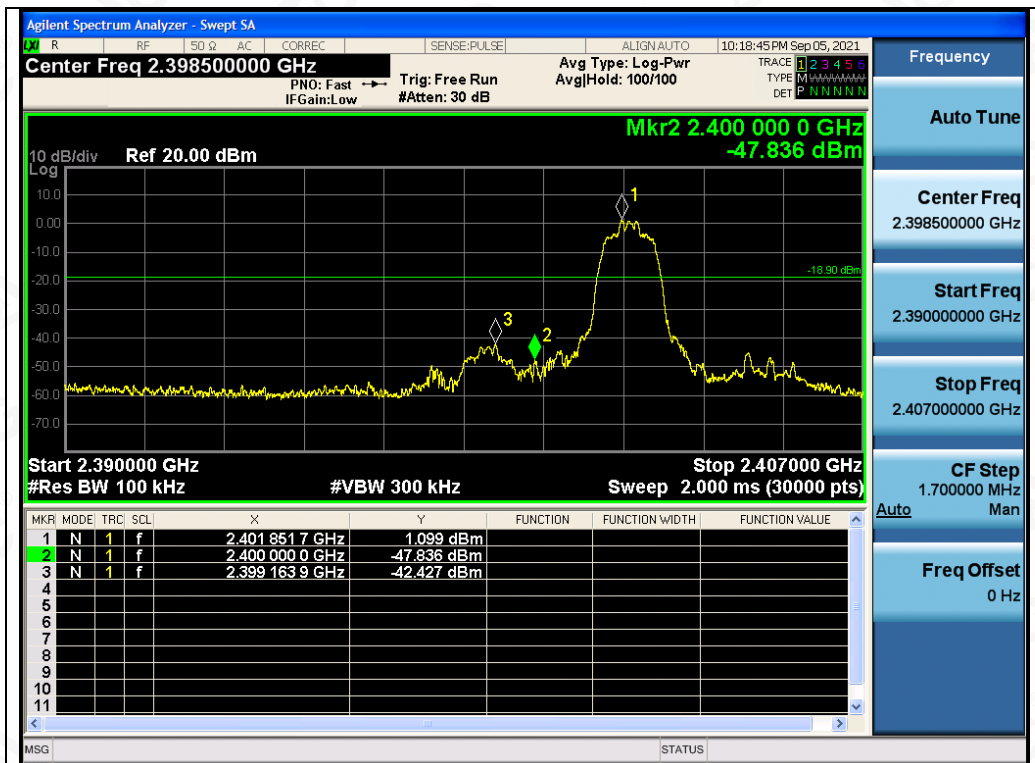 Agilent Spectrum Analyzer - Swept SA
LXI R RF 50 Ω AC CORREC SENSE:PULSE ALIGN AUTO 10:18:45 PM Sep 05, 2021
Center Freq 2.398500000 GHz
PNO: Fast
IFGain:Low
Trig: Free Run
#Atten: 30 dB
Avg Type: Log-Pwr
Avg|Hold: 100/100
TRACE 1 2 3 4 5 6
TYPE M
DET P N N N N N
Mkr2 2.400 000 0 GHz
-47.836 dBm
10 dB/div Ref 20.00 dBm
Log
10.0
0.00
-10.0
-20.0
-30.0
-40.0
-50.0
-60.0
-70.0
1
-18.90 dBm
3
2
Start 2.390000 GHz Stop 2.407000 GHz
#Res BW 100 kHz #VBW 300 kHz Sweep 2.000 ms (30000 pts)
MKR MODE TRC SCL X Y FUNCTION FUNCTION WIDTH FUNCTION VALUE
1 N 1 f 2.401 851 7 GHz 1.099 dBm
2 N 1 f 2.400 000 0 GHz -47.836 dBm
3 N 1 f 2.399 163 9 GHz -42.427 dBm
4
5
6
7
8
9
10
11
MSG STATUS
Frequency
Auto Tune
Center Freq
2.398500000 GHz
Start Freq
2.390000000 GHz
Stop Freq
2.407000000 GHz
CF Step
1.700000 MHz
Auto Man
Freq Offset
0 Hz